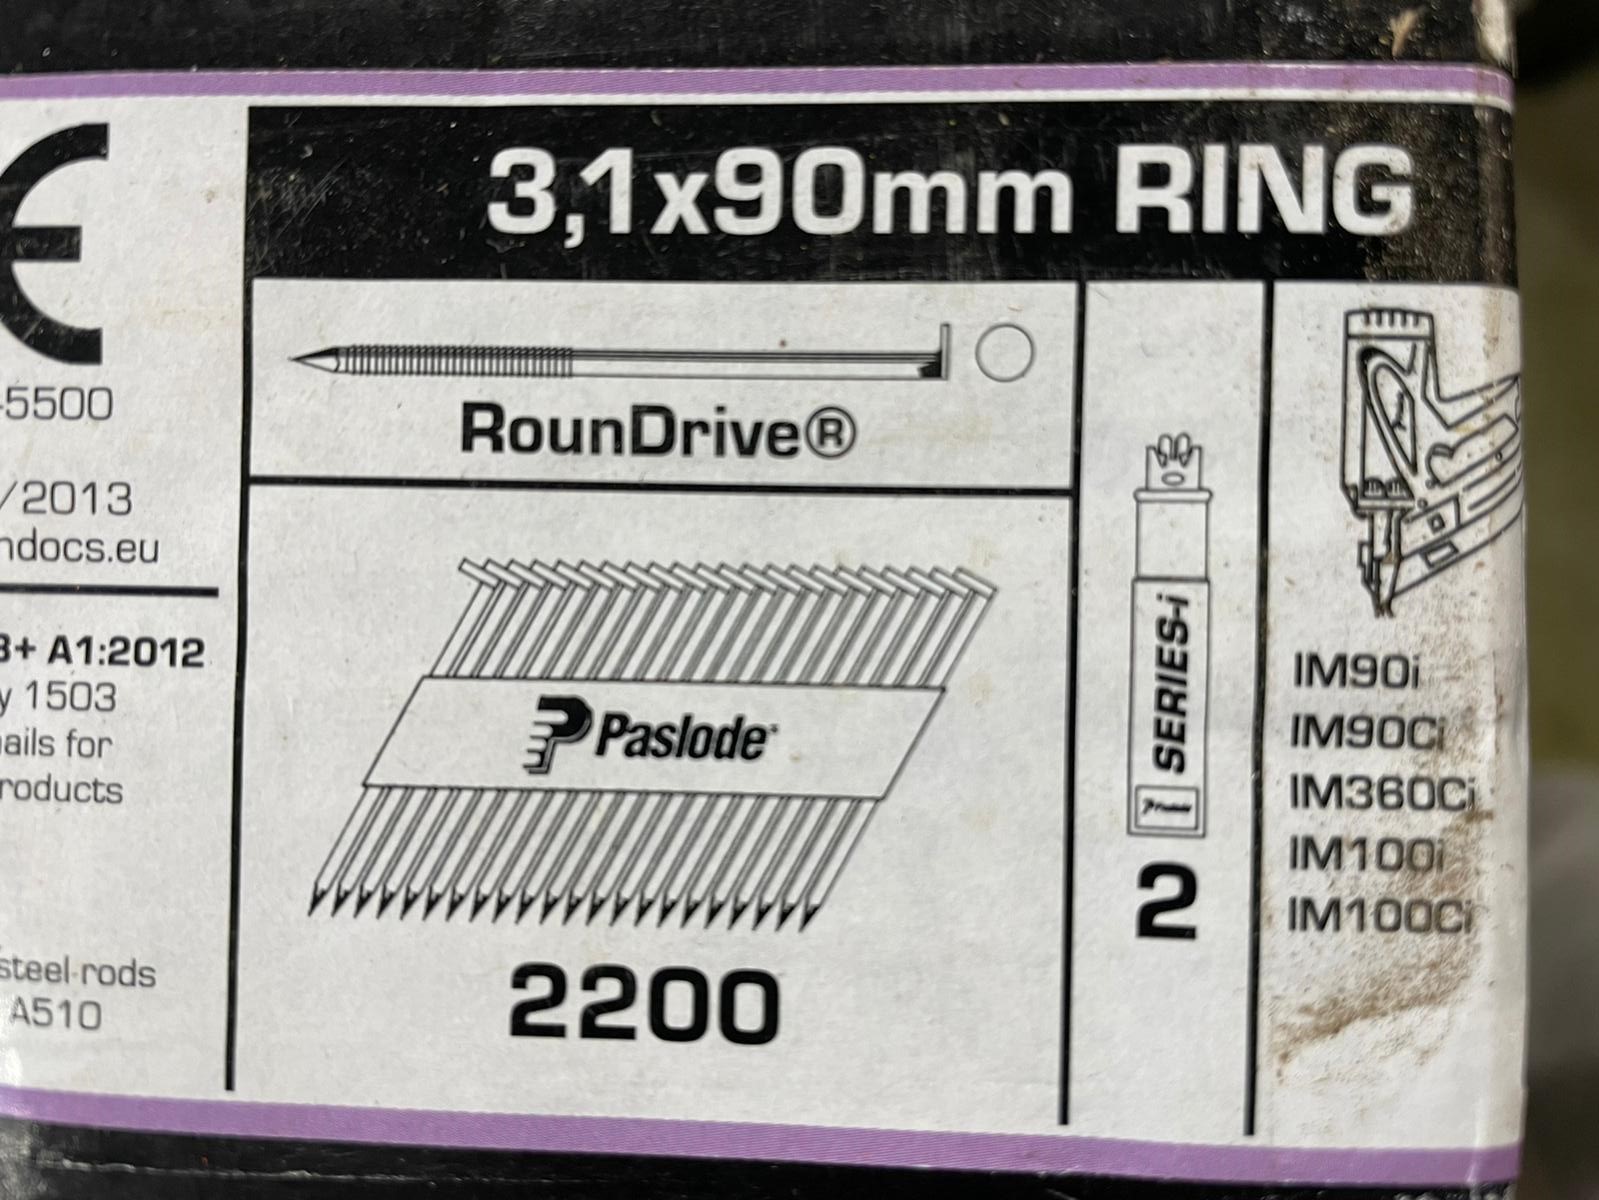 3,1x90mm RING
RounDrive®
Paslode
2200
SERIES-i
2
IM90i
IM90Ci
IM360Ci
IM100i
IM100Ci
CE
-5500
/2013
ndocs.eu
3+ A1:2012
y 1503
ails for
roducts
steel rods
A510